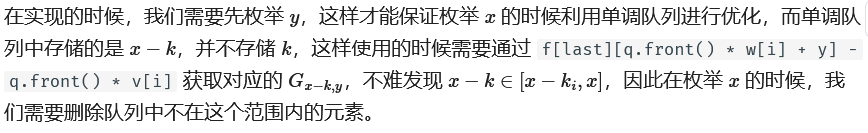 在实现的时候，我们需要先枚举 y，这样才能保证枚举 x 的时候利用单调队列进行优化，而单调队
列中存储的是 x − k，并不存储 k，这样使用的时候需要通过 f[last][q.front() * w[i] + y] -
q.front() * v[i] 获取对应的 Gₓ₋ₖ,ᵧ，不难发现 x − k ∈ [x − kᵢ, x]，因此在枚举 x 的时候，我
们需要删除队列中不在这个范围内的元素。